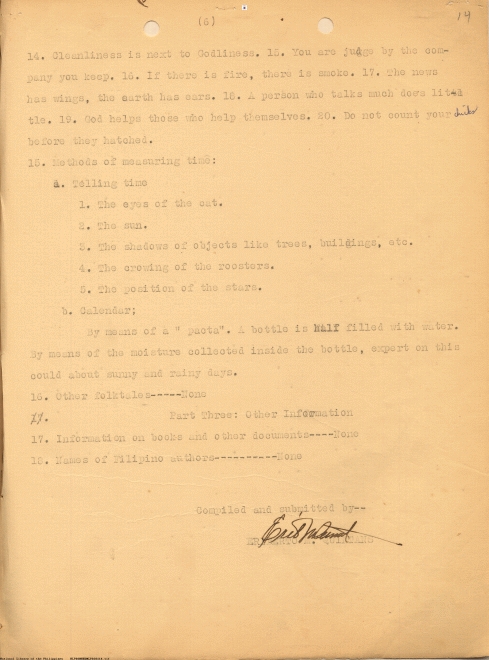 (6)
14
14. Cleanliness is next to Godliness. 15. You are judge by the com-
pany you keep. 16. If there is fire, there is smoke. 17. The news
has wings, the earth has ears. 18. A person who talks much does lit-
tle. 19. God helps those who help themselves. 20. Do not count your
before they hatched.
15. Methods of measuring time:
a. Telling time
1. The eyes of the cat.
2. The son.
3. The shadows of objects like trees, buildings, etc.
4. The crowing of the roosters.
5. The position of the stars.
b. Calendar;
By means of a " paota". A bottle is half filled with water.
By means of the moisture collected inside the bottle, expert on this
could about sunny and rainy days.
16. Other folktales-----None
Part Three: Other Information
17. Information on books and other documents----None
18. Names of Filipino authors----------None
Compiled and submitted by--
National Library of the Philippines